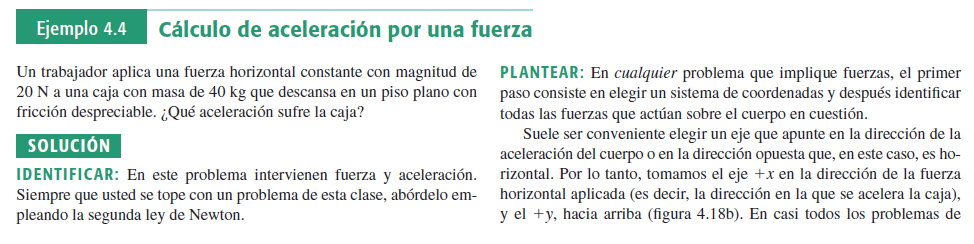 Ejemplo 4.4 Cálculo de aceleración por una fuerza
Un trabajador aplica una fuerza horizontal constante con magnitud de
20 N a una caja con masa de 40 kg que descansa en un piso plano con
fricción despreciable. ¿Qué aceleración sufre la caja?
SOLUCIÓN
IDENTIFICAR: En este problema intervienen fuerza y aceleración.
Siempre que usted se tope con un problema de esta clase, abórdelo em-
pleando la segunda ley de Newton.
PLANTEAR: En cualquier problema que implique fuerzas, el primer
paso consiste en elegir un sistema de coordenadas y después identificar
todas las fuerzas que actúan sobre el cuerpo en cuestión.
Suele ser conveniente elegir un eje que apunte en la dirección de la
aceleración del cuerpo o en la dirección opuesta que, en este caso, es ho-
rizontal. Por lo tanto, tomamos el eje +x en la dirección de la fuerza
horizontal aplicada (es decir, la dirección en la que se acelera la caja),
y el +y, hacia arriba (figura 4.18b). En casi todos los problemas de